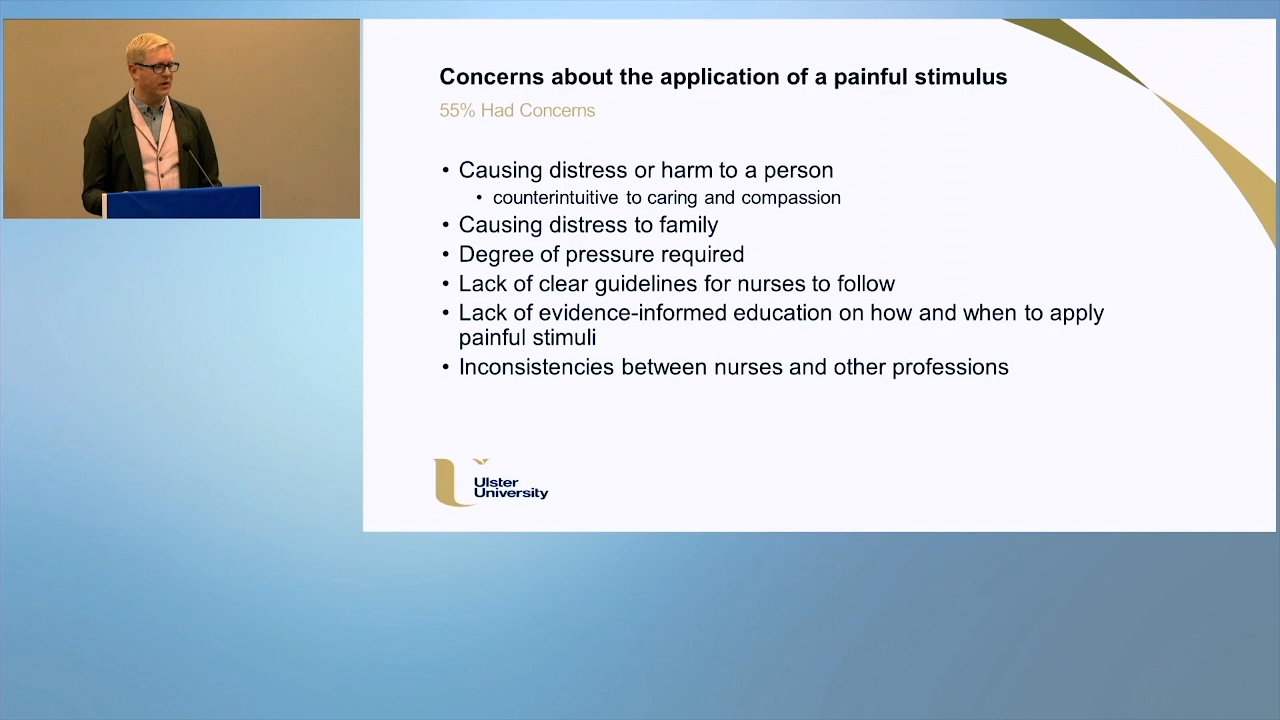 Concerns about the application of a painful stimulus
55% Had Concerns
• Causing distress or harm to a person
• counterintuitive to caring and compassion
• Causing distress to family
• Degree of pressure required
• Lack of clear guidelines for nurses to follow
• Lack of evidence-informed education on how and when to apply
painful stimuli
• Inconsistencies between nurses and other professions
Ulster
University